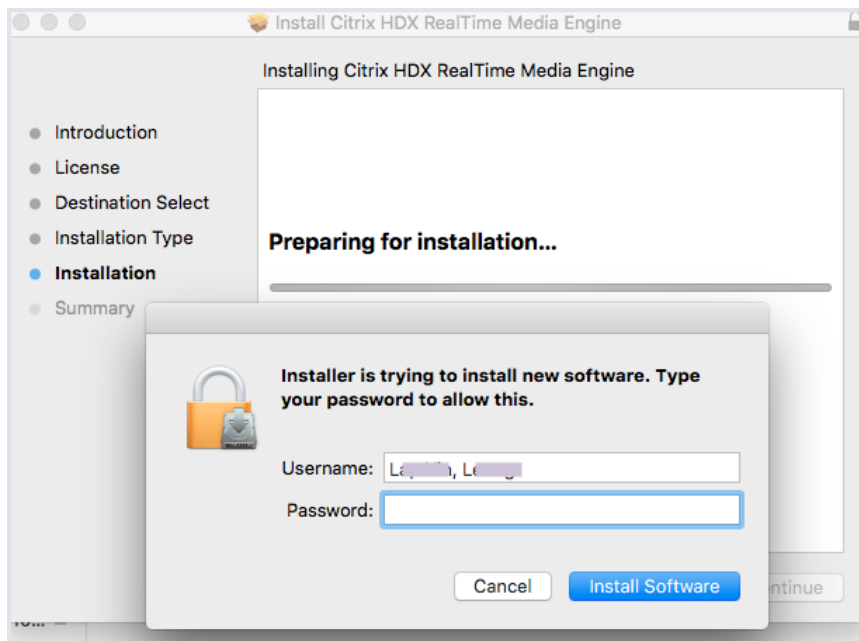 Install Citrix HDX RealTime Media Engine
Installing Citrix HDX RealTime Media Engine
Introduction
License
Destination Select
Installation Type
Installation
Summary
Preparing for installation...
Installer is trying to install new software. Type
your password to allow this.
Username:
Password:
Cancel
Install Software
ntinue